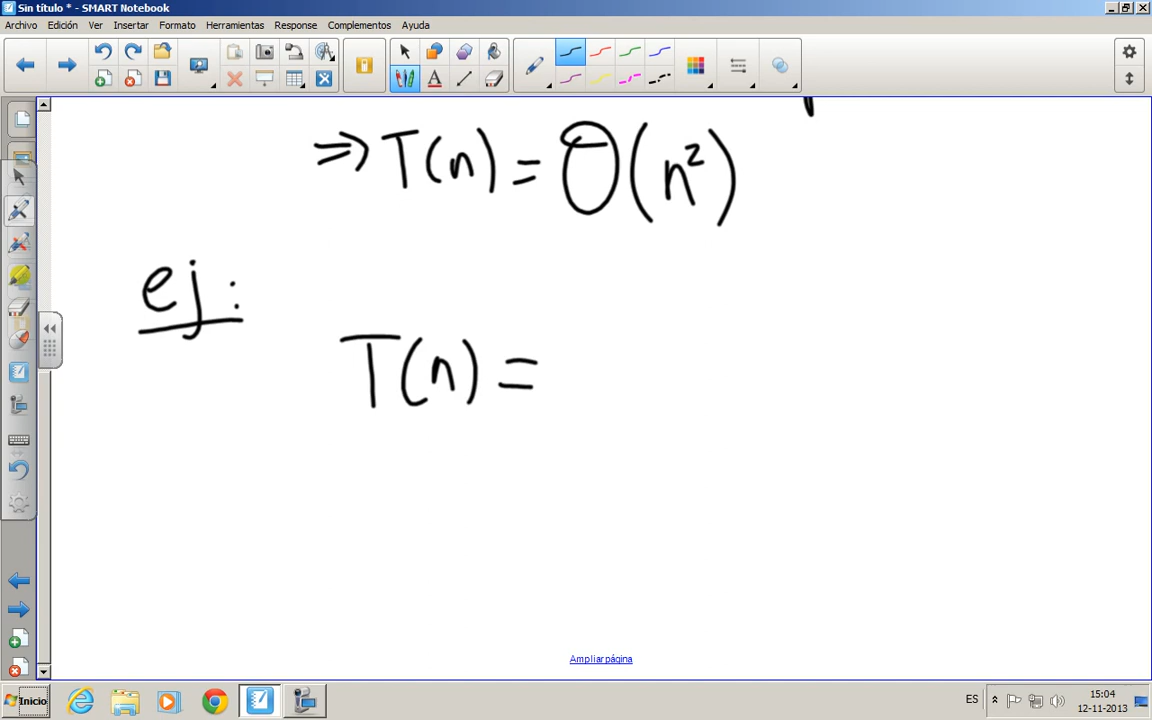 Sin título * - SMART Notebook
Archivo Edición Ver Insertar Formato Herramientas Response Complementos Ayuda
⇒ T(n) = O(n²)
ej:
T(n) =
Ampliar página
Inicio
ES
15:04
12-11-2013